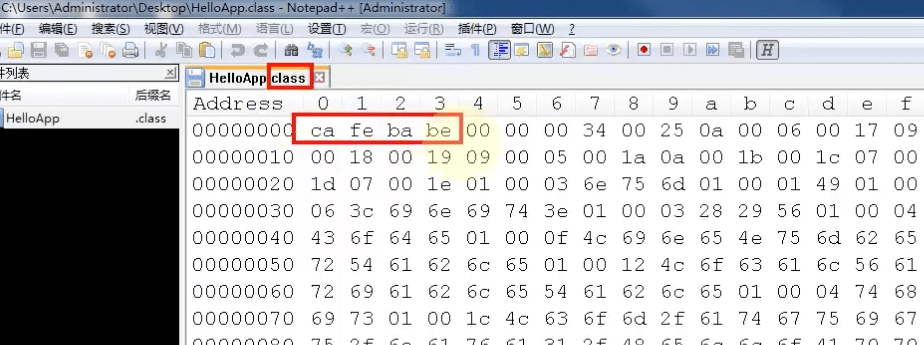 C:\Users\Administrator\Desktop\HelloApp.class - Notepad++ [Administrator]
件(F) 编辑(E) 搜索(S) 视图(V) 格式(M) 语言(L) 设置(T) 宏(O) 运行(R) 插件(P) 窗口(W) ?
件列表 HelloApp.class
件名 后缀名
HelloApp .class
Address 0 1 2 3 4 5 6 7 8 9 a b c d e f
00000000 ca fe ba be 00 00 00 34 00 25 0a 00 06 00 17 09
00000010 00 18 00 19 09 00 05 00 1a 0a 00 1b 00 1c 07 00
00000020 1d 07 00 1e 01 00 03 6e 75 6d 01 00 01 49 01 00
00000030 06 3c 69 6e 69 74 3e 01 00 03 28 29 56 01 00 04
00000040 43 6f 64 65 01 00 0f 4c 69 6e 65 4e 75 6d 62 65
00000050 72 54 61 62 6c 65 01 00 12 4c 6f 63 61 6c 56 61
00000060 72 69 61 62 6c 65 54 61 62 6c 65 01 00 04 74 68
00000070 69 73 01 00 1c 4c 63 6f 6d 2f 61 74 67 75 69 67